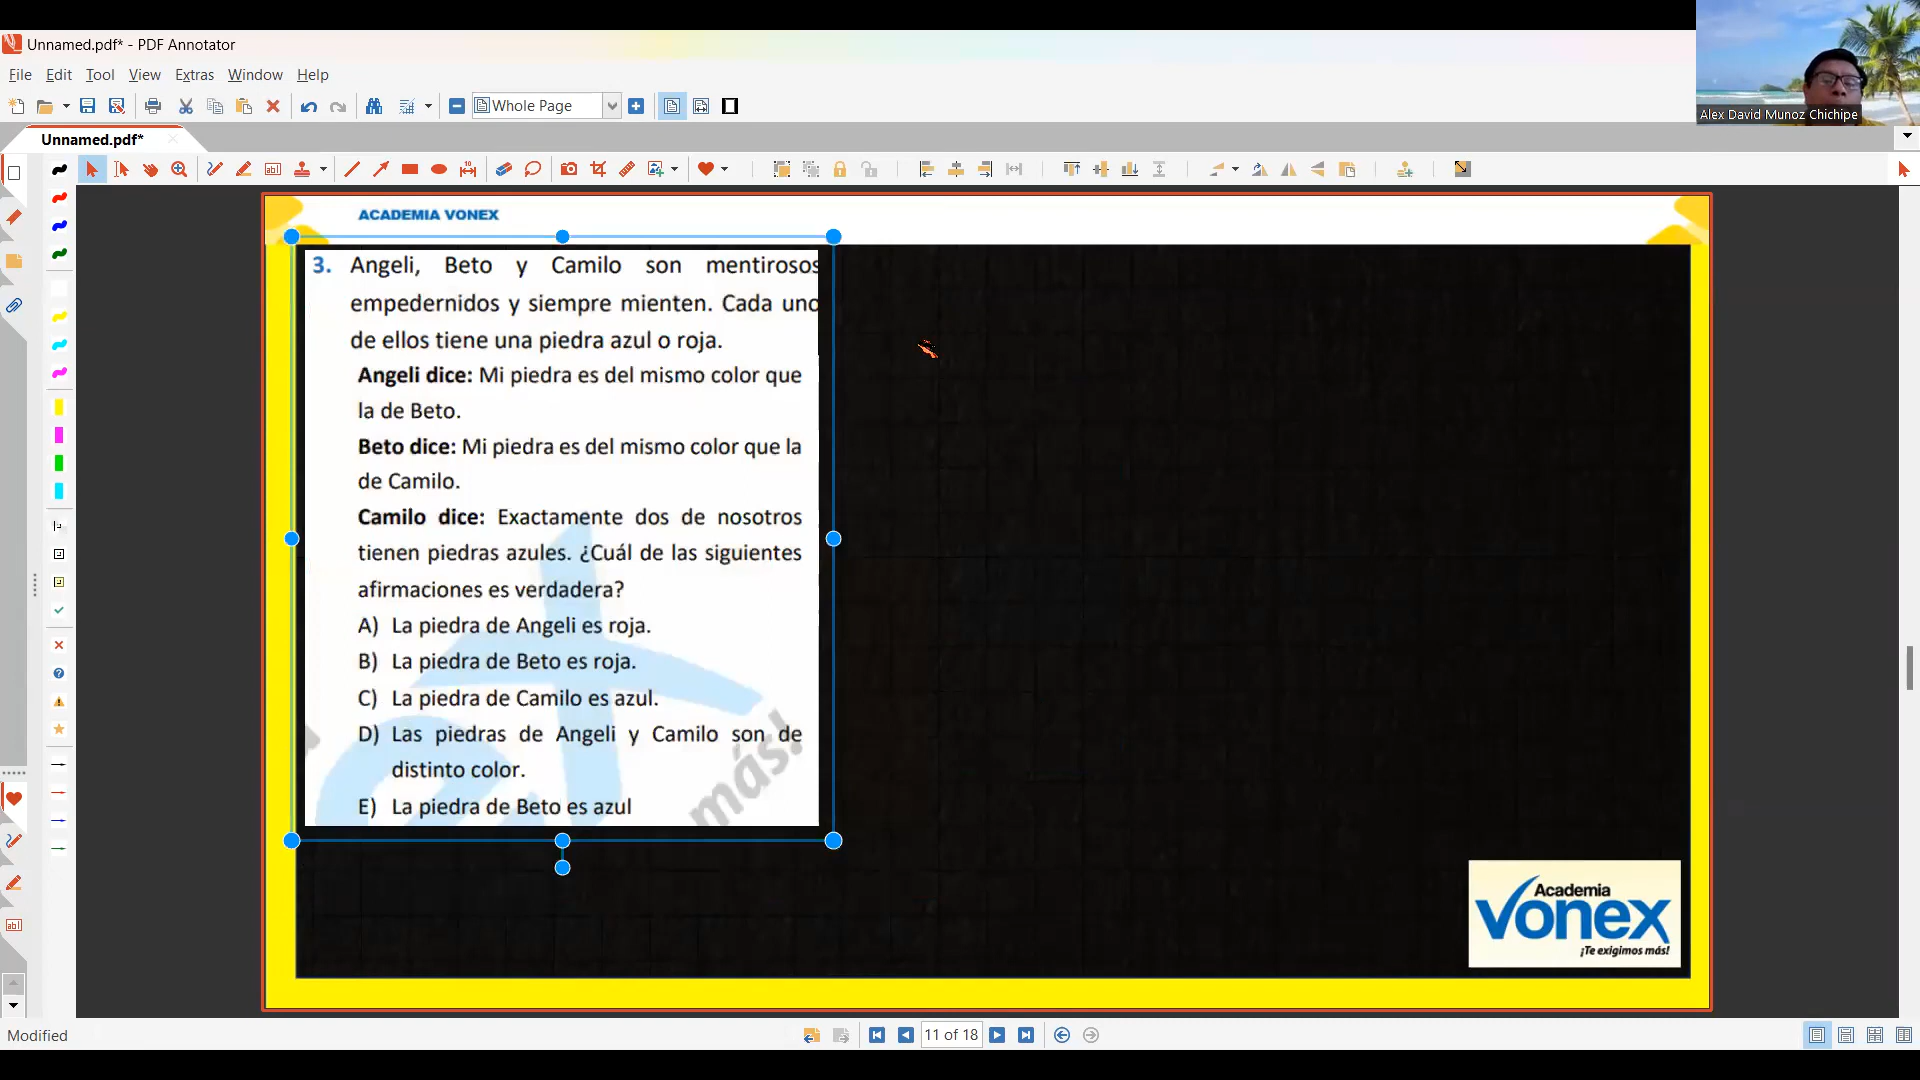 Unnamed.pdf* - PDF Annotator
File Edit Tool View Extras Window Help
Whole Page
Alex David Munoz Chichipe
Unnamed.pdf*
ACADEMIA VONEX
3. Angeli, Beto y Camilo son mentirosos
empedernidos y siempre mienten. Cada uno
de ellos tiene una piedra azul o roja.
Angeli dice: Mi piedra es del mismo color que
la de Beto.
Beto dice: Mi piedra es del mismo color que la
de Camilo.
Camilo dice: Exactamente dos de nosotros
tienen piedras azules. ¿Cuál de las siguientes
afirmaciones es verdadera?
A) La piedra de Angeli es roja.
B) La piedra de Beto es roja.
C) La piedra de Camilo es azul.
D) Las piedras de Angeli y Camilo son de
distinto color.
E) La piedra de Beto es azul
más!
Academia
vonex
¡Te exigimos más!
Modified
11 of 18